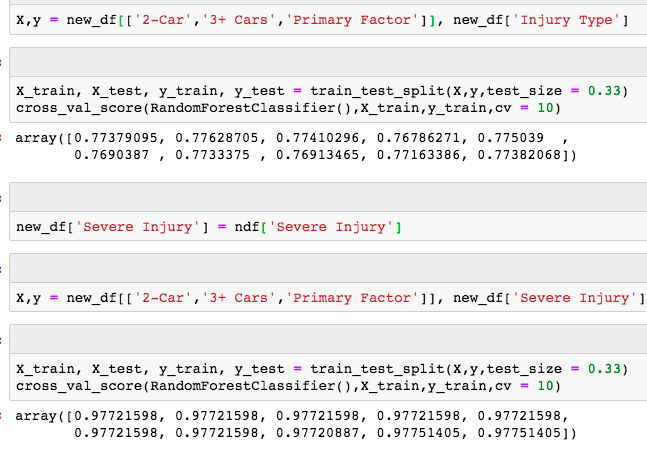 X,y = new_df[['2-Car','3+ Cars','Primary Factor']], new_df['Injury Type']
X_train, X_test, y_train, y_test = train_test_split(X,y,test_size = 0.33)
cross_val_score(RandomForestClassifier(),X_train,y_train,cv = 10)
array([0.77379095, 0.77628705, 0.77410296, 0.76786271, 0.775039  ,
0.7690387 , 0.7733375 , 0.76913465, 0.77163386, 0.77382068])
new_df['Severe Injury'] = ndf['Severe Injury']
X,y = new_df[['2-Car','3+ Cars','Primary Factor']], new_df['Severe Injury']
X_train, X_test, y_train, y_test = train_test_split(X,y,test_size = 0.33)
cross_val_score(RandomForestClassifier(),X_train,y_train,cv = 10)
array([0.97721598, 0.97721598, 0.97721598, 0.97721598, 0.97721598,
0.97721598, 0.97721598, 0.97720887, 0.97751405, 0.97751405])